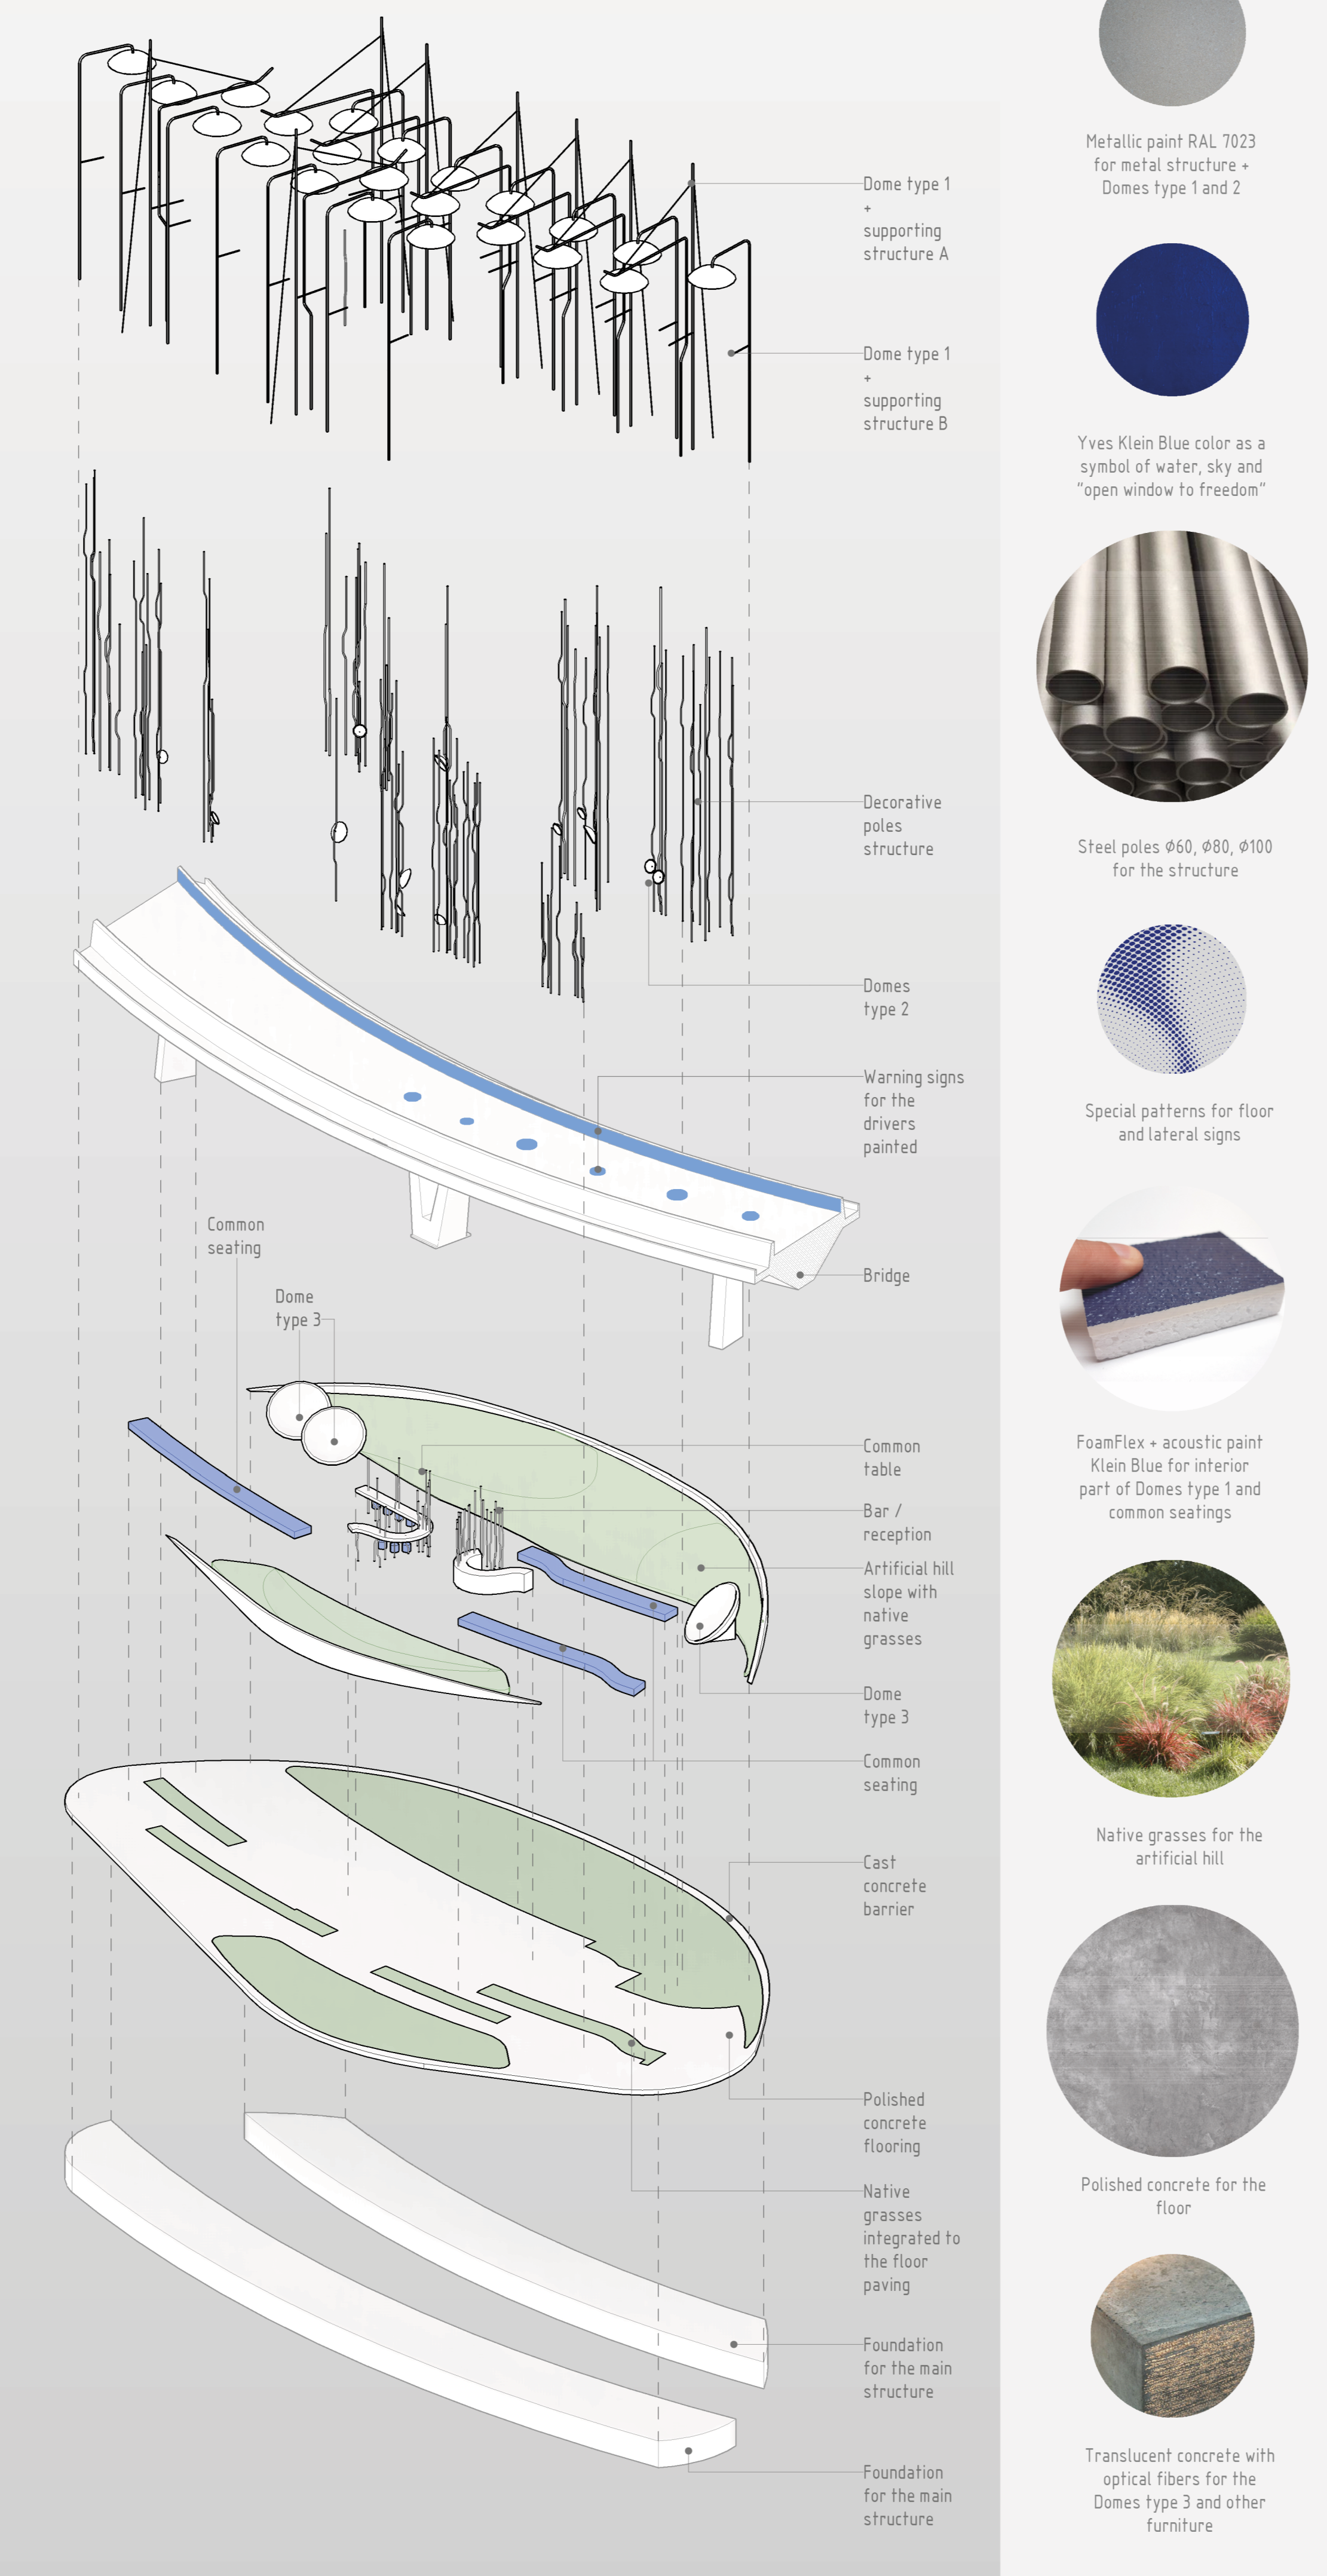 Dome type 1
+
supporting
structure A
Dome type 1
+
supporting
structure B
Decorative
poles
structure
Domes
type 2
Warning signs
for the
drivers
painted
Common
seating
Bridge
Dome
type 3
Common
table
Bar /
reception
Artificial hill
slope with
native
grasses
Dome
type 3
Common
seating
Cast
concrete
barrier
Polished
concrete
flooring
Native
grasses
integrated to
the floor
paving
Foundation
for the main
structure
Foundation
for the main
structure
Metallic paint RAL 7023
for metal structure +
Domes type 1 and 2
Yves Klein Blue color as a
symbol of water, sky and
"open window to freedom"
Steel poles Ø60, Ø80, Ø100
for the structure
Special patterns for floor
and lateral signs
FoamFlex + acoustic paint
Klein Blue for interior
part of Domes type 1 and
common seatings
Native grasses for the
artificial hill
Polished concrete for the
floor
Translucent concrete with
optical fibers for the
Domes type 3 and other
furniture